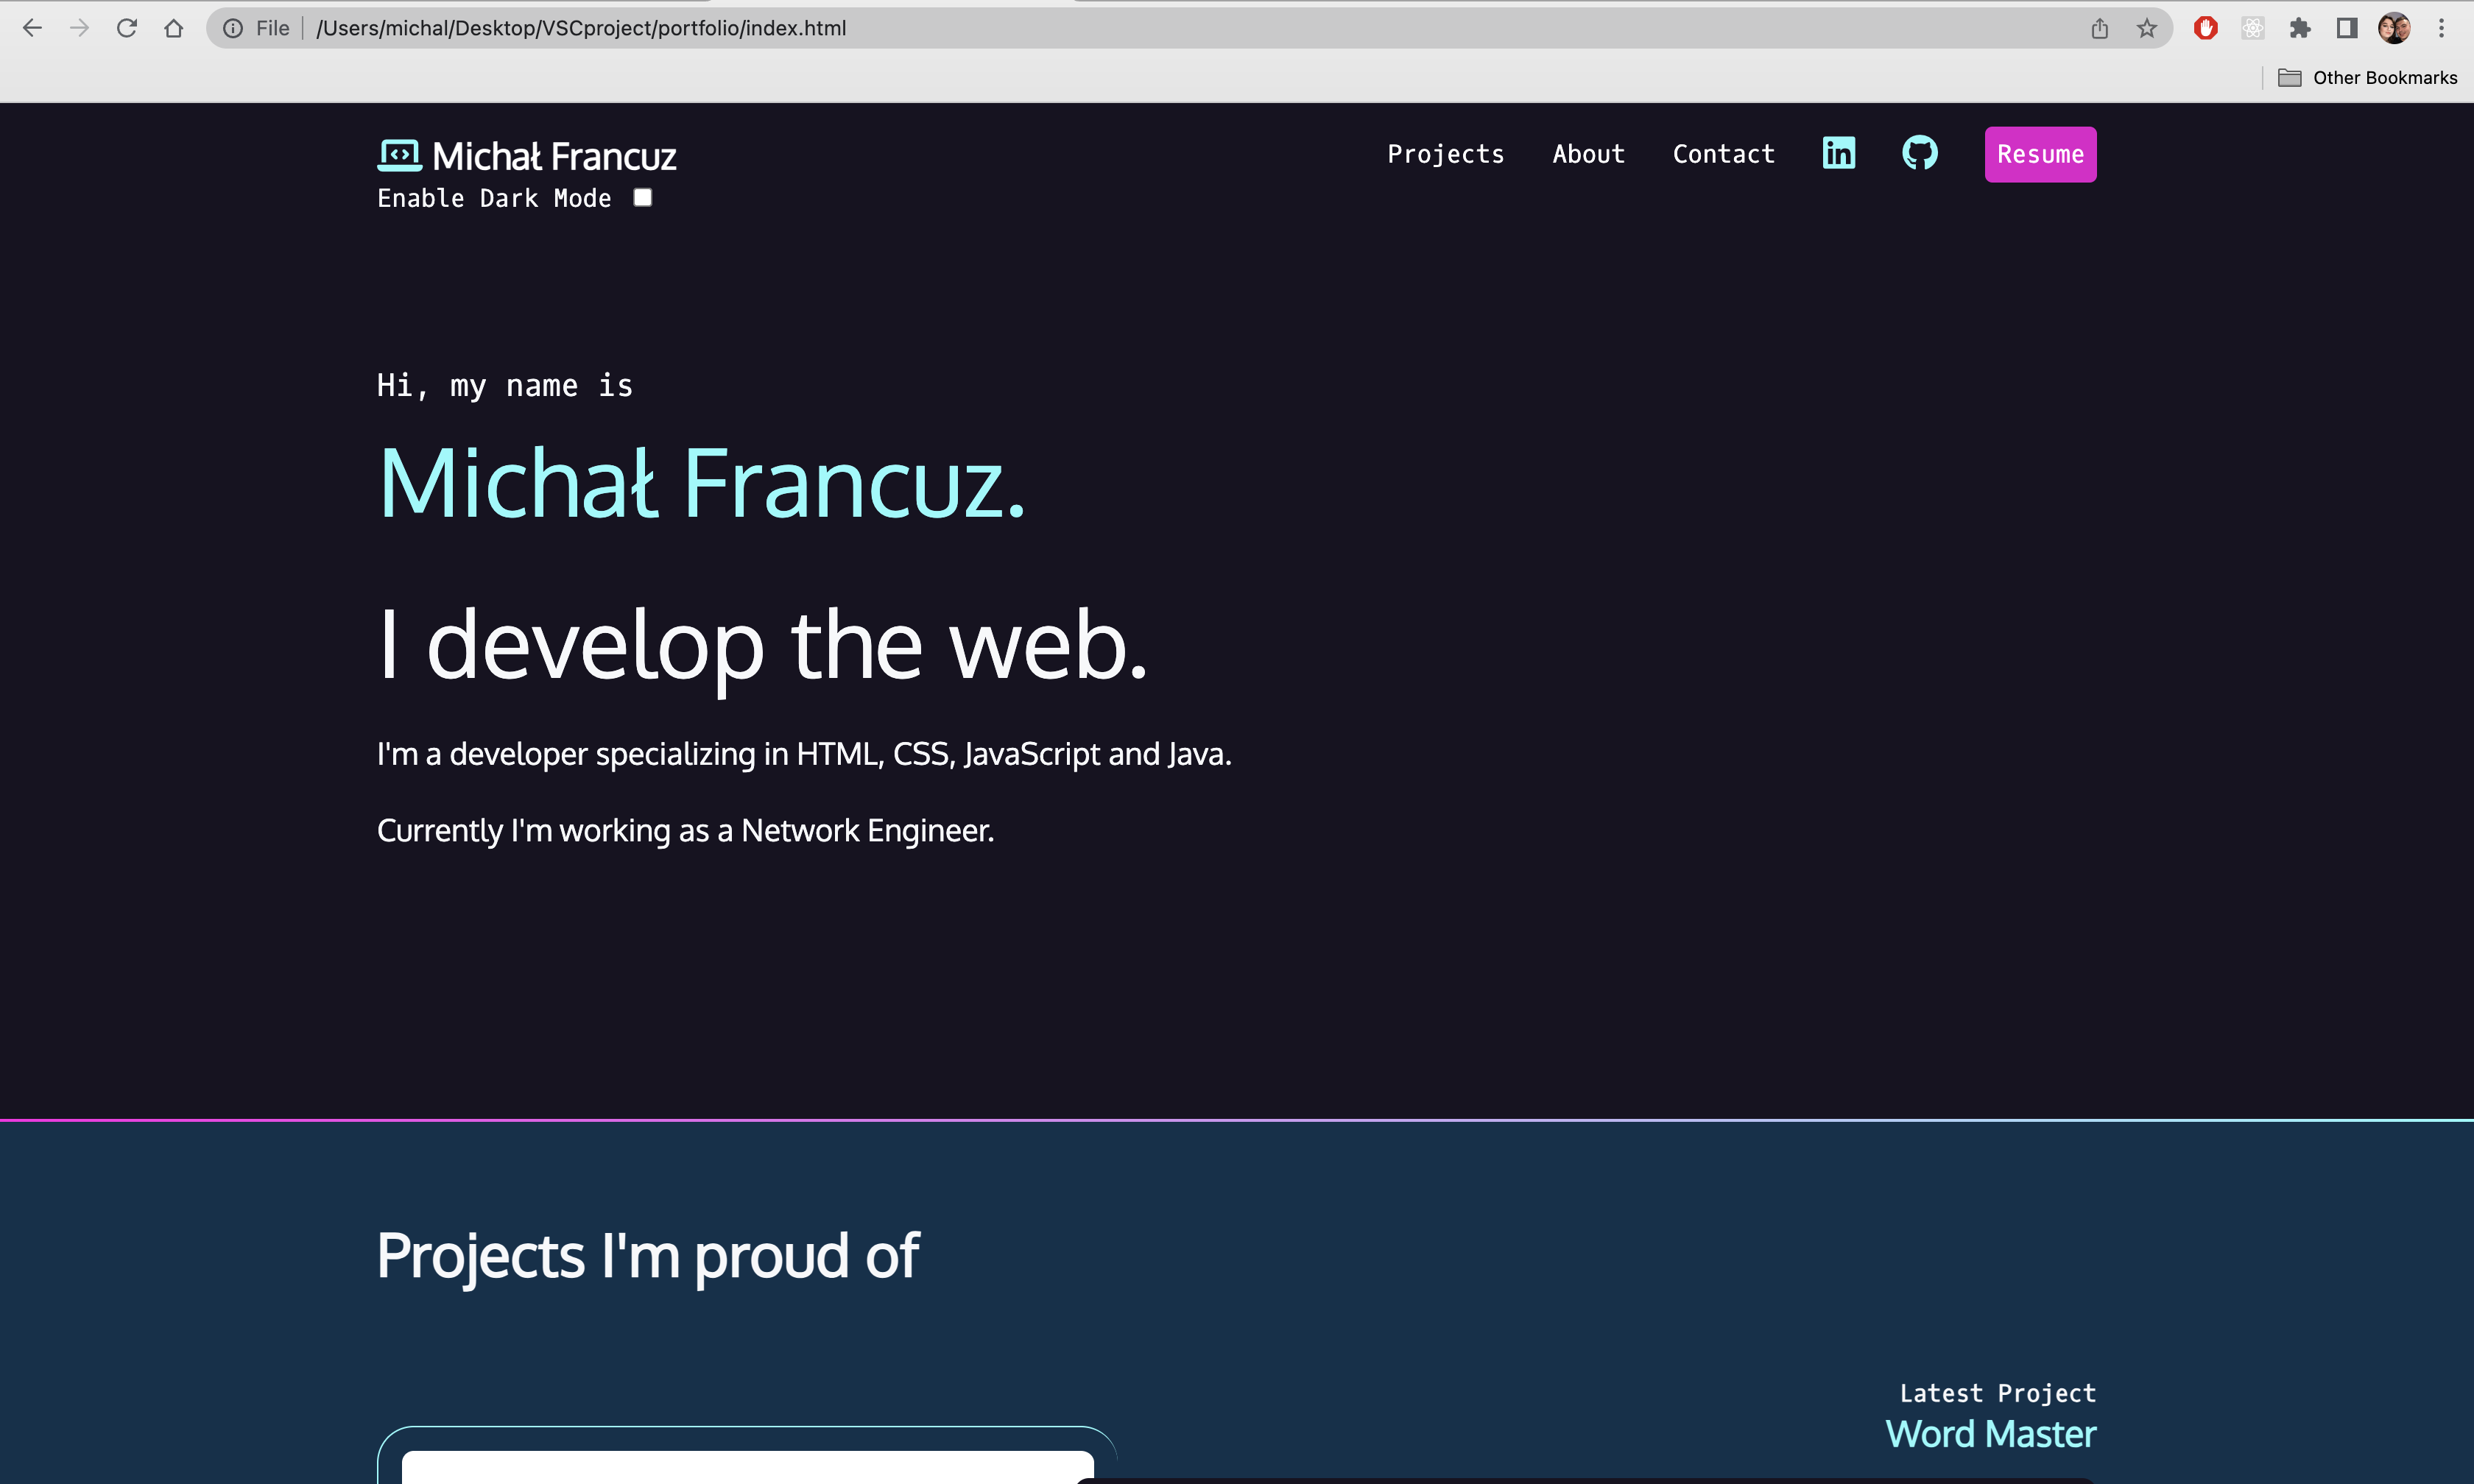 File
/Users/michal/Desktop/VSCproject/portfolio/index.html
Other Bookmarks
Michał Francuz
Projects About Contact in Resume
Enable Dark Mode
Hi, my name is
Michał Francuz.
I develop the web.
I'm a developer specializing in HTML, CSS, JavaScript and Java.
Currently I'm working as a Network Engineer.
Projects I'm proud of
Latest Project
Word Master